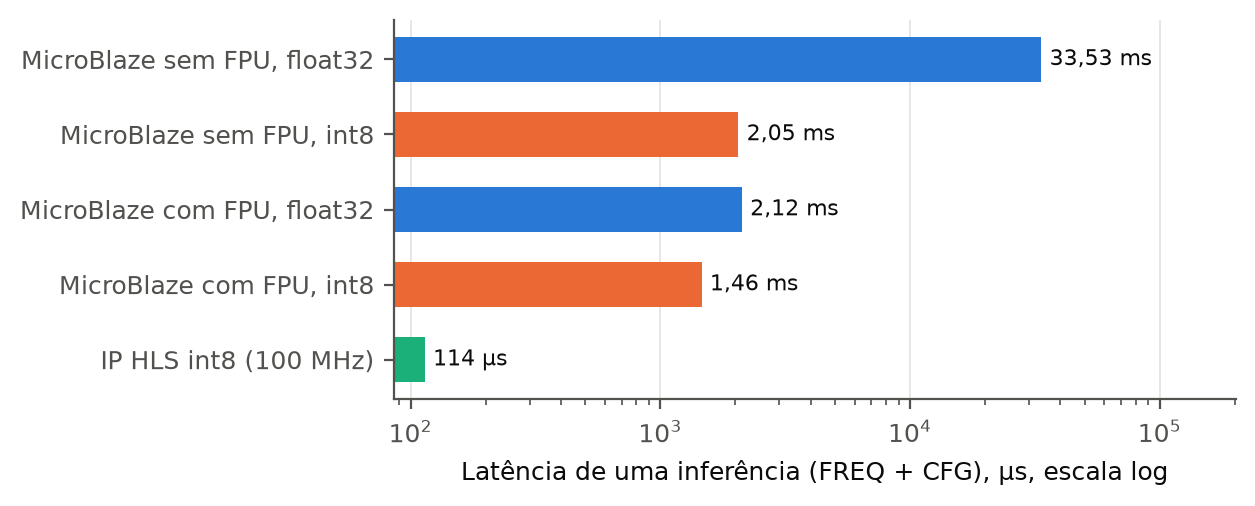 MicroBlaze sem FPU, float32
33,53 ms
MicroBlaze sem FPU, int8
2,05 ms
MicroBlaze com FPU, float32
2,12 ms
MicroBlaze com FPU, int8
1,46 ms
IP HLS int8 (100 MHz)
114 µs
10² 10³ 10⁴ 10⁵
Latência de uma inferência (FREQ + CFG), µs, escala log